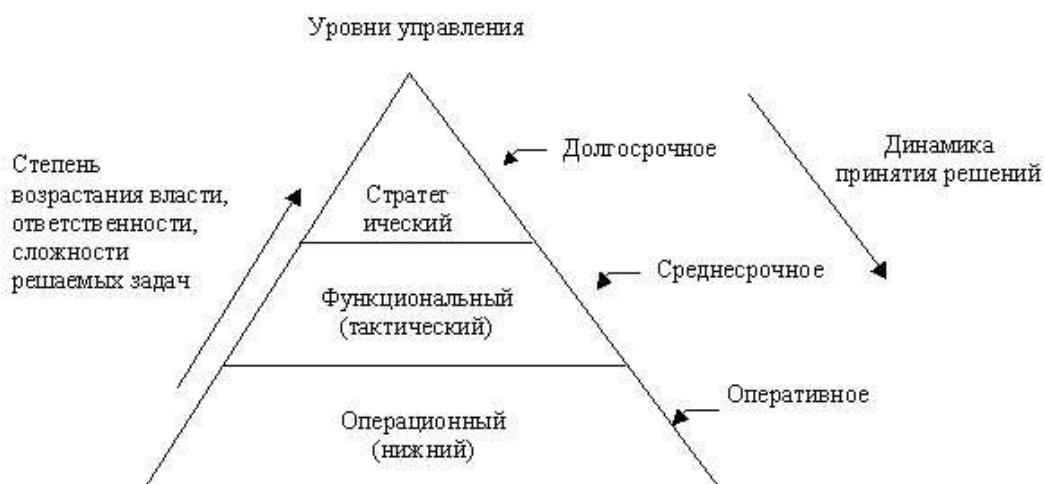 Уровни управления
Степень
возрастания власти,
ответственности,
сложности
решаемых задач
Долгосрочное
Динамика
принятия решений
Стратег
ический
Среднесрочное
Функциональный
(тактический)
Оперативное
Операционный
(нижний)